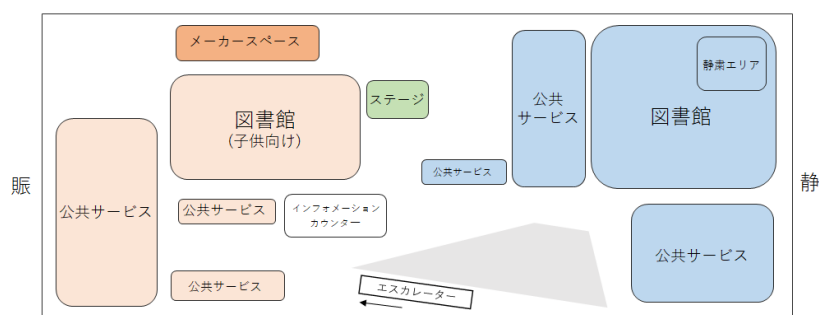 メーカースペース
静粛エリア
ステージ
公共
サービス
図書館
図書館
(子供向け)
公共サービス
賑
静
公共サービス
公共サービス
インフォメーション
カウンター
公共サービス
公共サービス
エスカレーター